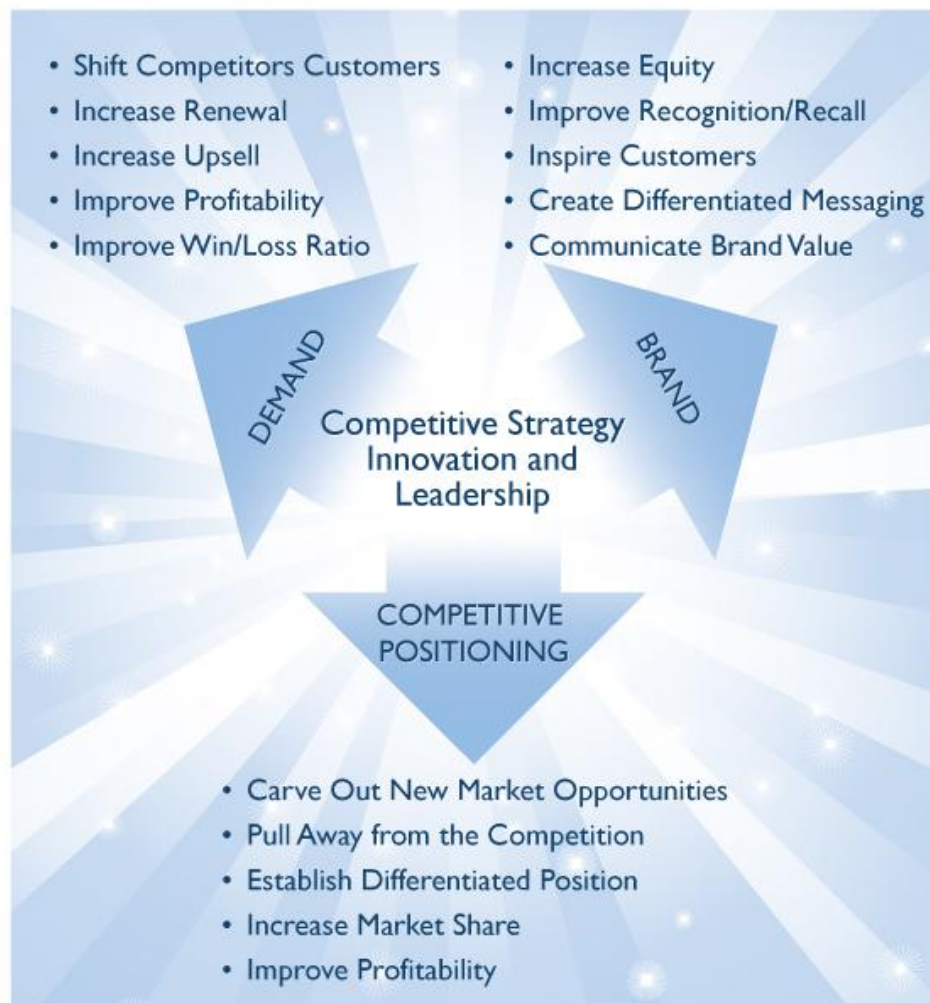 • Shift Competitors Customers
• Increase Renewal
• Increase Upsell
• Improve Profitability
• Improve Win/Loss Ratio
• Increase Equity
• Improve Recognition/Recall
• Inspire Customers
• Create Differentiated Messaging
• Communicate Brand Value
DEMAND
BRAND
Competitive Strategy
Innovation and
Leadership
COMPETITIVE
POSITIONING
• Carve Out New Market Opportunities
• Pull Away from the Competition
• Establish Differentiated Position
• Increase Market Share
• Improve Profitability